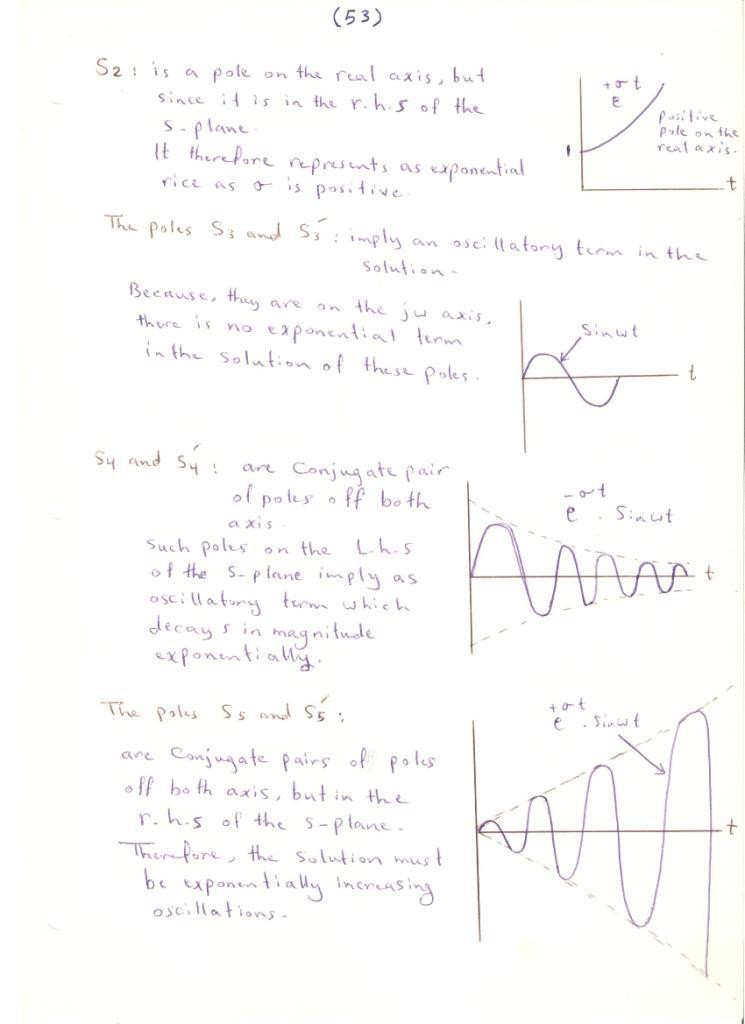 (53)
S2 : is a pole on the real axis, but
since it is in the r.h.s of the
s-plane.
It therefore represents as exponential
rice as σ is positive.
+σt
e
positive
pole on the
real axis.
1
t
The poles S3 and S3' : imply an oscillatory term in the
solution-
Because, they are on the jw axis,
there is no exponential term
in the solution of these poles.
Sinwt
t
S4 and S4' : are Conjugate pair
of poles off both
axis.
Such poles on the L.h.s
of the S-plane imply as
oscillatory term which
decays in magnitude
exponentially.
-σt
e . Sinwt
t
The poles S5 and S5' :
are Conjugate pairs of poles
off both axis, but in the
r.h.s of the s-plane.
Therefore, the solution must
be exponentially increasing
oscillations-
+σt
e . Sinwt
t